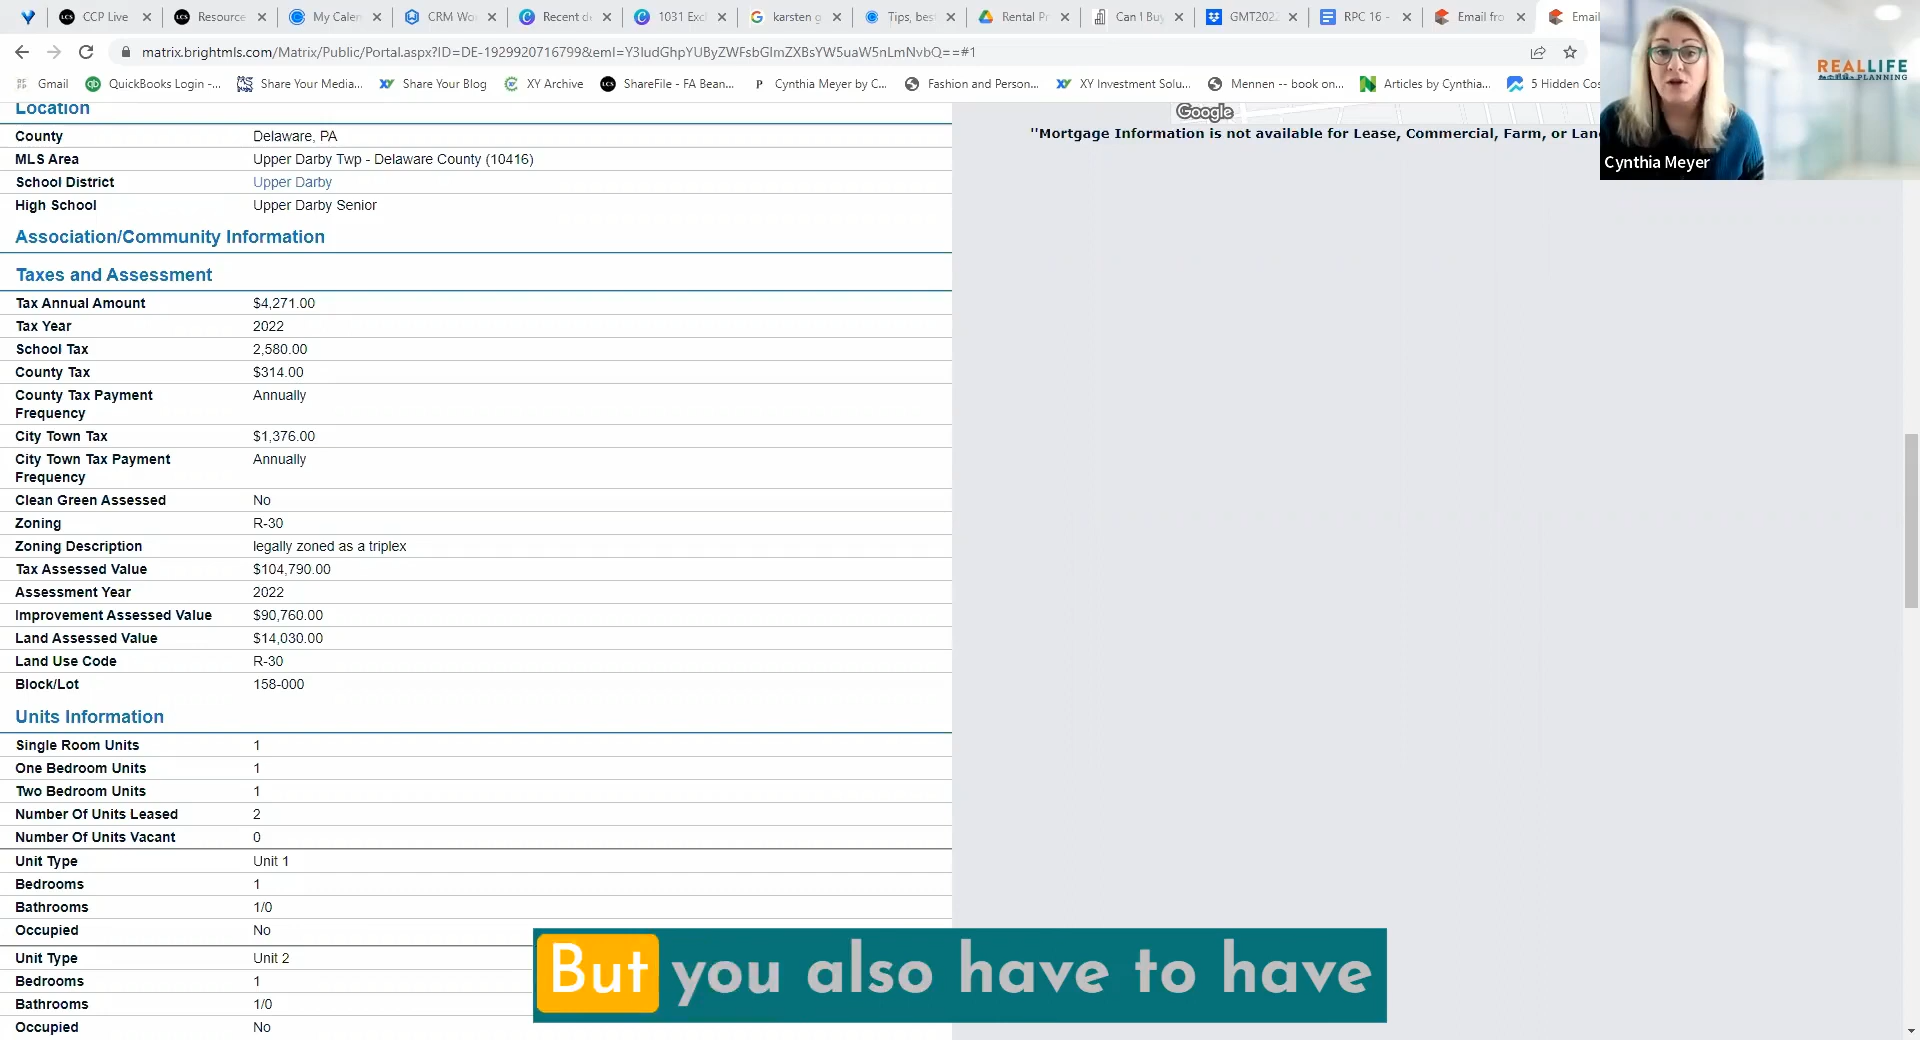 CCP Live
Resource
My Caler
CRM Wo
Recent d
1031 Exc
karsten g
Tips, bes
Rental P
Can I Buy
GMT202
RPC 16 -
Email fro
Email
matrix.brightmls.com/Matrix/Public/Portal.aspx?ID=DE-1929920716799&eml=Y3ludGhpYUByZWFsbGlmZXBsYW5uaW5nLmNvbQ==#1
Gmail
QuickBooks Login -...
Share Your Media...
Share Your Blog
XY Archive
ShareFile - FA Bean...
Cynthia Meyer by C...
Fashion and Person...
XY Investment Solu...
Mennen -- book on...
Articles by Cynthia...
5 Hidden Cos
REALLIFE
PLANNING
Cynthia Meyer
Google
"Mortgage Information is not available for Lease, Commercial, Farm, or Lan
Location
County Delaware, PA
MLS Area Upper Darby Twp - Delaware County (10416)
School District Upper Darby
High School Upper Darby Senior
Association/Community Information
Taxes and Assessment
Tax Annual Amount $4,271.00
Tax Year 2022
School Tax 2,580.00
County Tax $314.00
County Tax Payment Annually
Frequency
City Town Tax $1,376.00
City Town Tax Payment Annually
Frequency
Clean Green Assessed No
Zoning R-30
Zoning Description legally zoned as a triplex
Tax Assessed Value $104,790.00
Assessment Year 2022
Improvement Assessed Value $90,760.00
Land Assessed Value $14,030.00
Land Use Code R-30
Block/Lot 158-000
Units Information
Single Room Units 1
One Bedroom Units 1
Two Bedroom Units 1
Number Of Units Leased 2
Number Of Units Vacant 0
Unit Type Unit 1
Bedrooms 1
Bathrooms 1/0
Occupied No
Unit Type Unit 2
Bedrooms 1
Bathrooms 1/0
Occupied No
But you also have to have